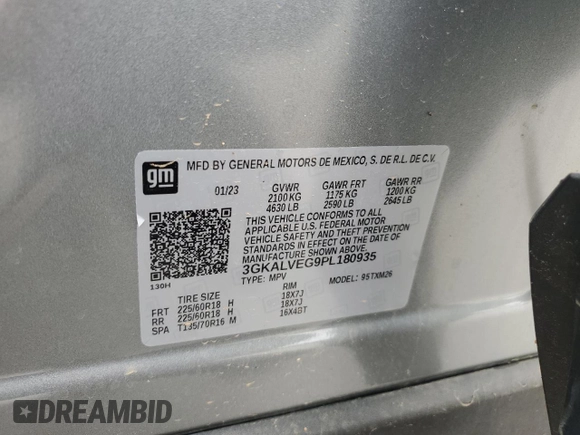 gm
MFD BY GENERAL MOTORS DE MEXICO, S. DE R.L. DE C.V.
01/23 GVWR GAWR FRT GAWR RR
2100 KG 1175 KG 1200 KG
4630 LB 2590 LB 2645 LB
THIS VEHICLE CONFORMS TO ALL
APPLICABLE U.S. FEDERAL MOTOR
VEHICLE SAFETY AND THEFT PREVENTION
STANDARDS IN EFFECT ON THE DATE OF
MANUFACTURE SHOWN ABOVE.
3GKALVEG9PL180935
130H TYPE: MPV MODEL: 95TXM26
TIRE SIZE RIM
FRT 225/60R18 H 18X7J
RR 225/60R18 H 18X7J
SPA T135/70R16 M 16X4BT
DREAMBID